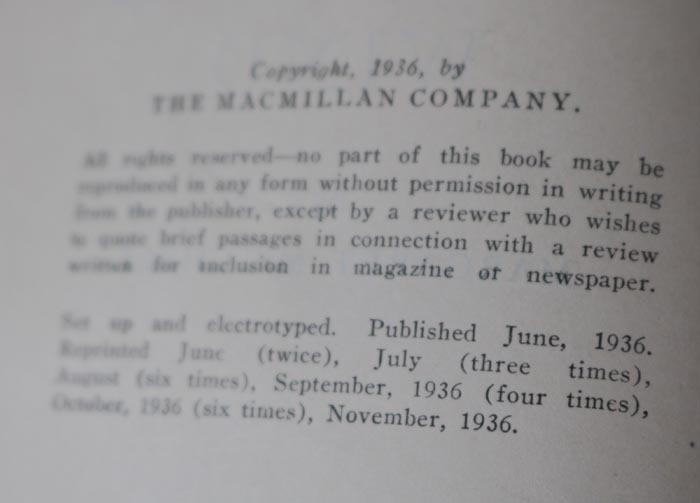 Copyright, 1936, by
THE MACMILLAN COMPANY.
All rights reserved—no part of this book may be
reproduced in any form without permission in writing
from the publisher, except by a reviewer who wishes
to quote brief passages in connection with a review
written for inclusion in magazine or newspaper.
Set up and electrotyped. Published June, 1936.
Reprinted June (twice), July (three times),
August (six times), September, 1936 (four times),
October, 1936 (six times), November, 1936.